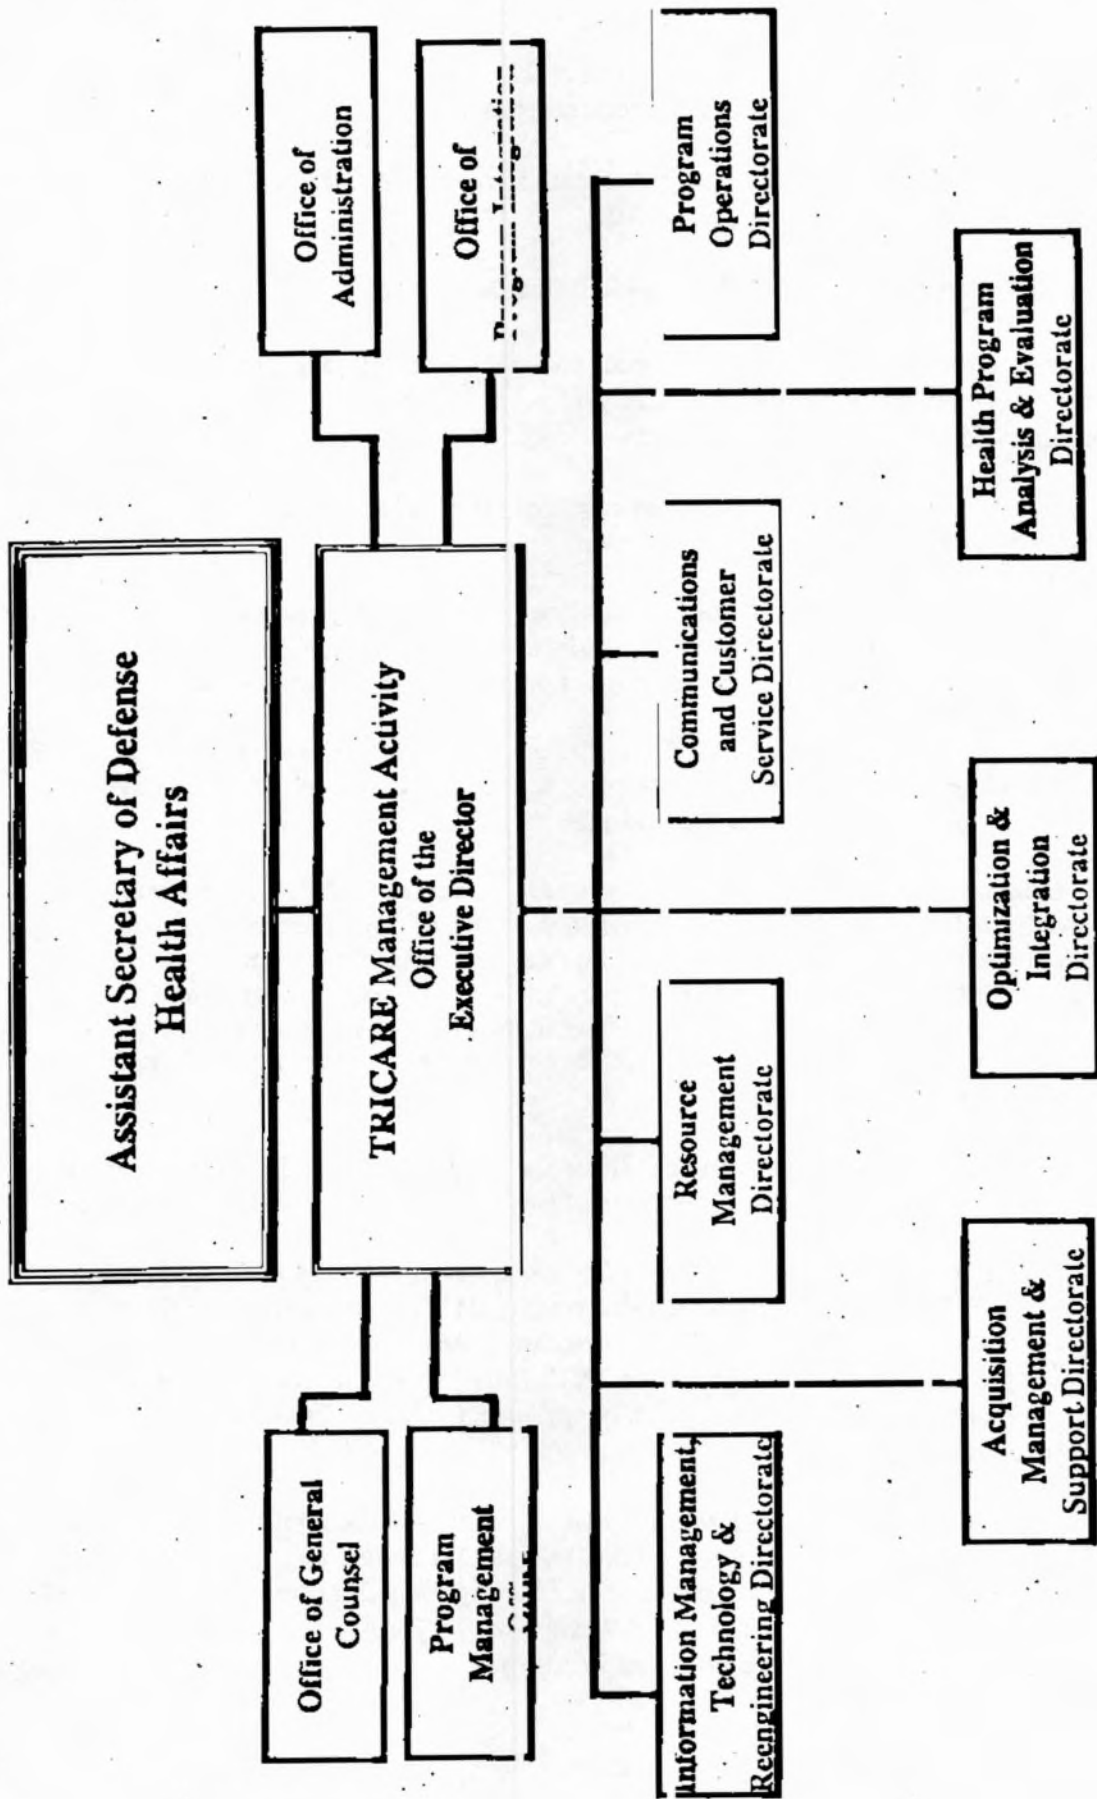 Assistant Secretary of Defense
Health Affairs
TRICARE Management Activity
Office of the
Executive Director
Office of General
Counsel
Program
Management
Office of
Administration
Office of
Program Integration
Information Management,
Technology &
Reengineering Directorate
Resource
Management
Directorate
Communications
and Customer
Service Directorate
Program
Operations
Directorate
Acquisition
Management &
Support Directorate
Optimization &
Integration
Directorate
Health Program
Analysis & Evaluation
Directorate